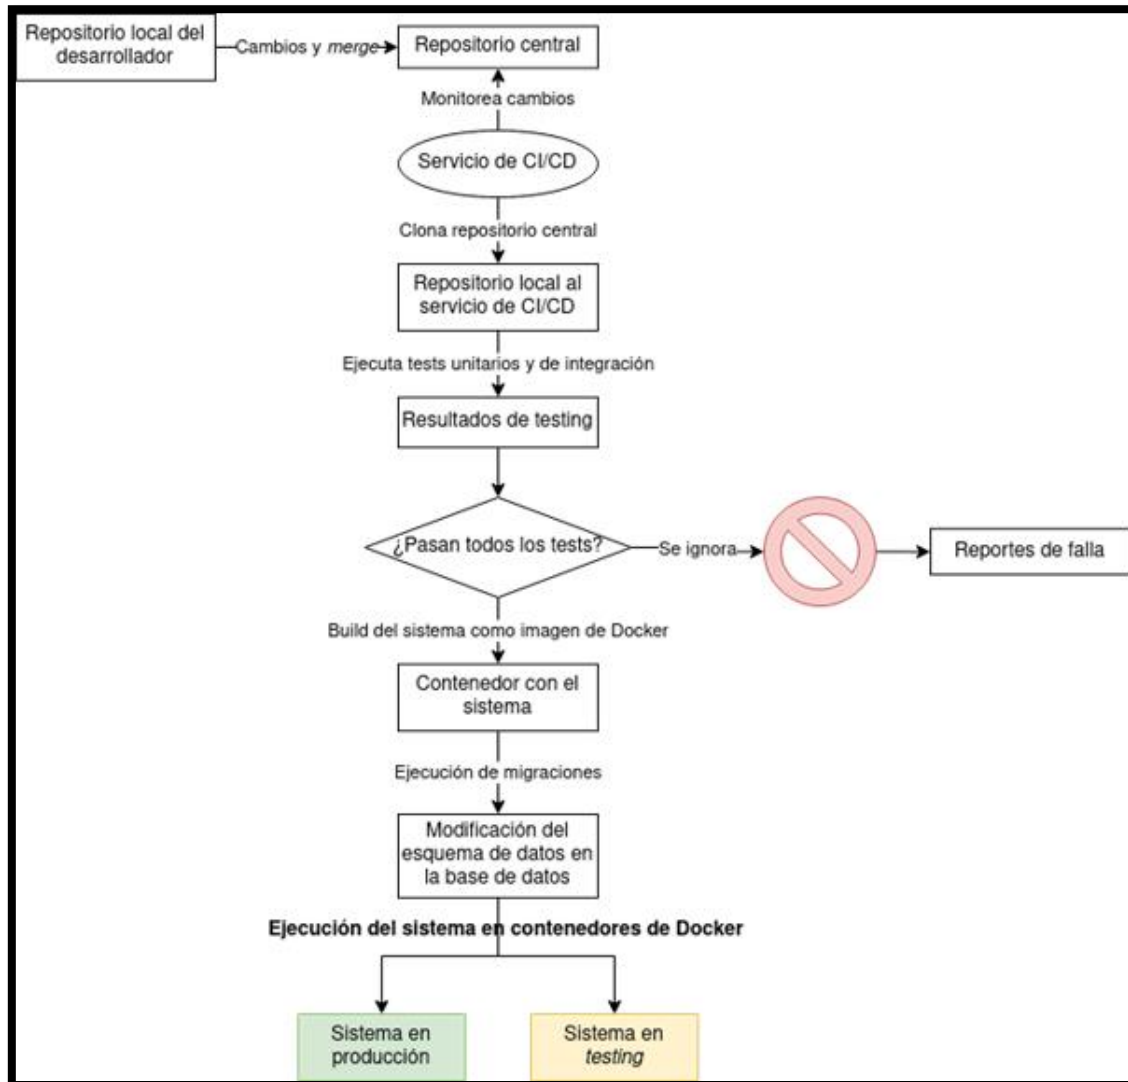 Repositorio local del
desarrollador
Cambios y merge
Repositorio central
Monitorea cambios
Servicio de CI/CD
Clona repositorio central
Repositorio local al
servicio de CI/CD
Ejecuta tests unitarios y de integración
Resultados de testing
¿Pasan todos los tests?
Se ignora
Reportes de falla
Build del sistema como imagen de Docker
Contenedor con el
sistema
Ejecución de migraciones
Modificación del
esquema de datos en
la base de datos
Ejecución del sistema en contenedores de Docker
Sistema en
producción
Sistema en
testing